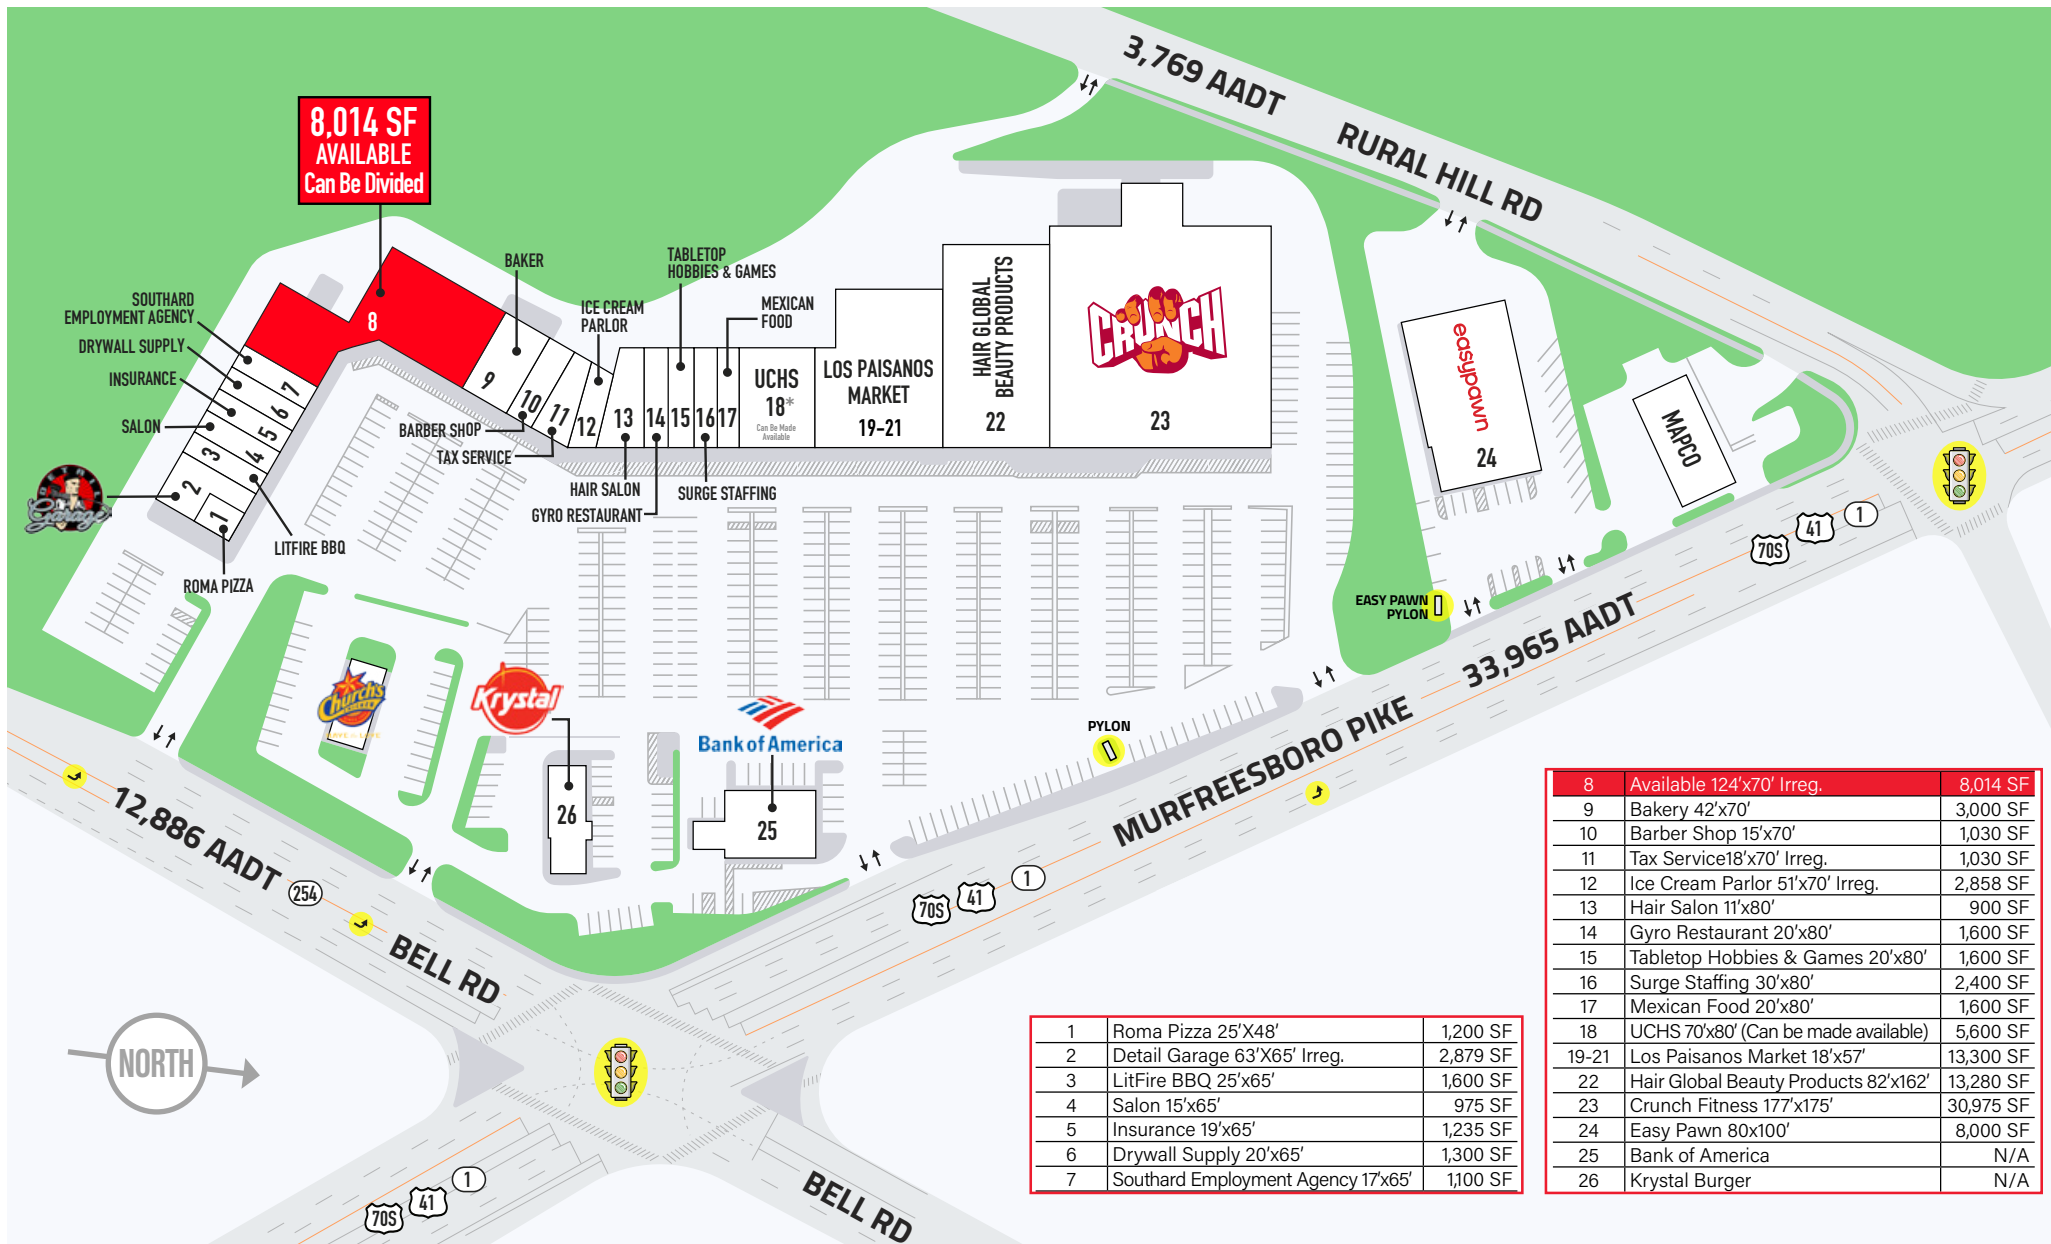 3,769 AADT
RURAL HILL RD
8,014 SF
AVAILABLE
Can Be Divided
SOUTHARD
EMPLOYMENT AGENCY
DRYWALL SUPPLY
INSURANCE
SALON
Garage
ROMA PIZZA
LITFIRE BBQ
BAKER
ICE CREAM
PARLOR
TABLETOP
HOBBIES & GAMES
MEXICAN
FOOD
BARBER SHOP
TAX SERVICE
HAIR SALON
GYRO RESTAURANT
SURGE STAFFING
1
2
3
4
5
6
7
8
9
10
11
12
13
14
15
16
17
UCHS
18*
Can Be Made
Available
LOS PAISANOS
MARKET
19-21
HAIR GLOBAL
BEAUTY PRODUCTS
22
CRUNCH
23
easypawn
24
MAPCO
EASY PAWN
PYLON
PYLON
Church's
Krystal
26
Bank of America
25
70S
41
1
33,965 AADT
MURFREESBORO PIKE
70S
41
1
12,886 AADT
254
BELL RD
NORTH
70S
41
1
BELL RD
1 Roma Pizza 25'X48' 1,200 SF
2 Detail Garage 63'X65' Irreg. 2,879 SF
3 LitFire BBQ 25'x65' 1,600 SF
4 Salon 15'x65' 975 SF
5 Insurance 19'x65' 1,235 SF
6 Drywall Supply 20'x65' 1,300 SF
7 Southard Employment Agency 17'x65' 1,100 SF
8 Available 124'x70' Irreg. 8,014 SF
9 Bakery 42'x70' 3,000 SF
10 Barber Shop 15'x70' 1,030 SF
11 Tax Service18'x70' Irreg. 1,030 SF
12 Ice Cream Parlor 51'x70' Irreg. 2,858 SF
13 Hair Salon 11'x80' 900 SF
14 Gyro Restaurant 20'x80' 1,600 SF
15 Tabletop Hobbies & Games 20'x80' 1,600 SF
16 Surge Staffing 30'x80' 2,400 SF
17 Mexican Food 20'x80' 1,600 SF
18 UCHS 70'x80' (Can be made available) 5,600 SF
19-21 Los Paisanos Market 18'x57' 13,300 SF
22 Hair Global Beauty Products 82'x162' 13,280 SF
23 Crunch Fitness 177'x175' 30,975 SF
24 Easy Pawn 80x100' 8,000 SF
25 Bank of America N/A
26 Krystal Burger N/A